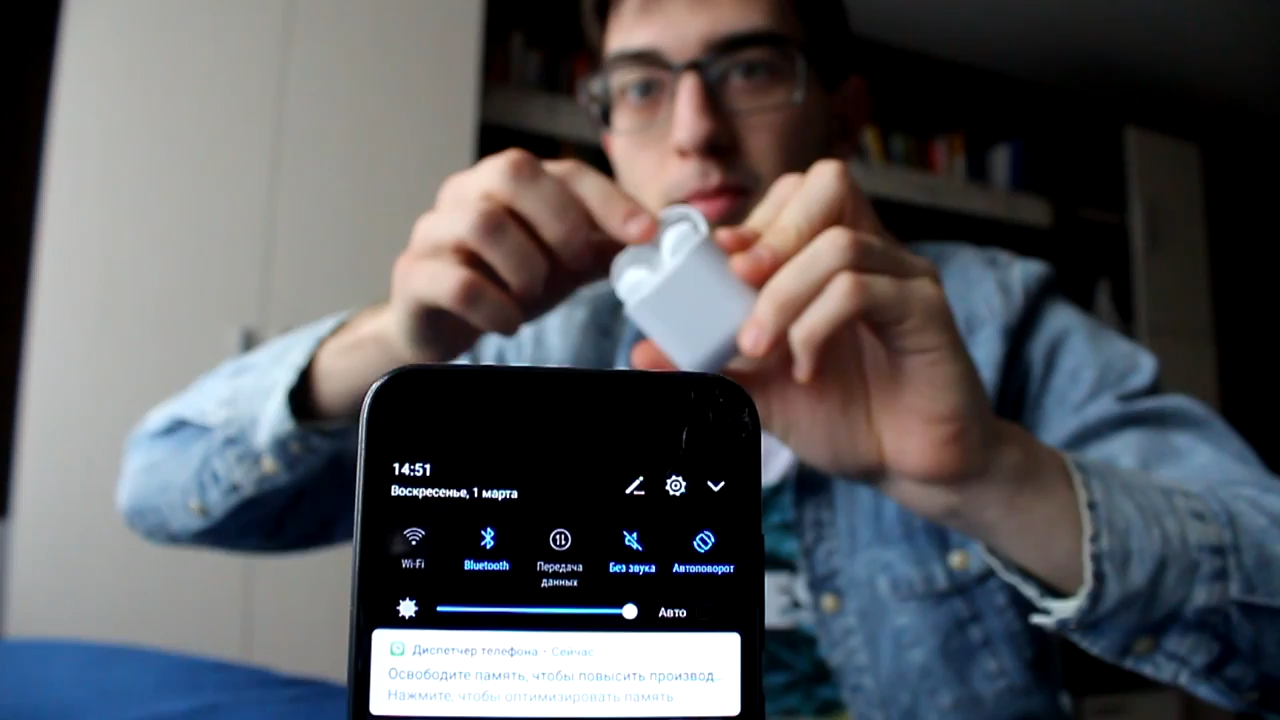 14:51
Воскресенье, 1 марта
Wi-Fi
Bluetooth
Передача
данных
Без звука
Автоповорот
Авто
Диспетчер телефона • Сейчас
Освободите память, чтобы повысить производ...
Нажмите, чтобы оптимизировать память